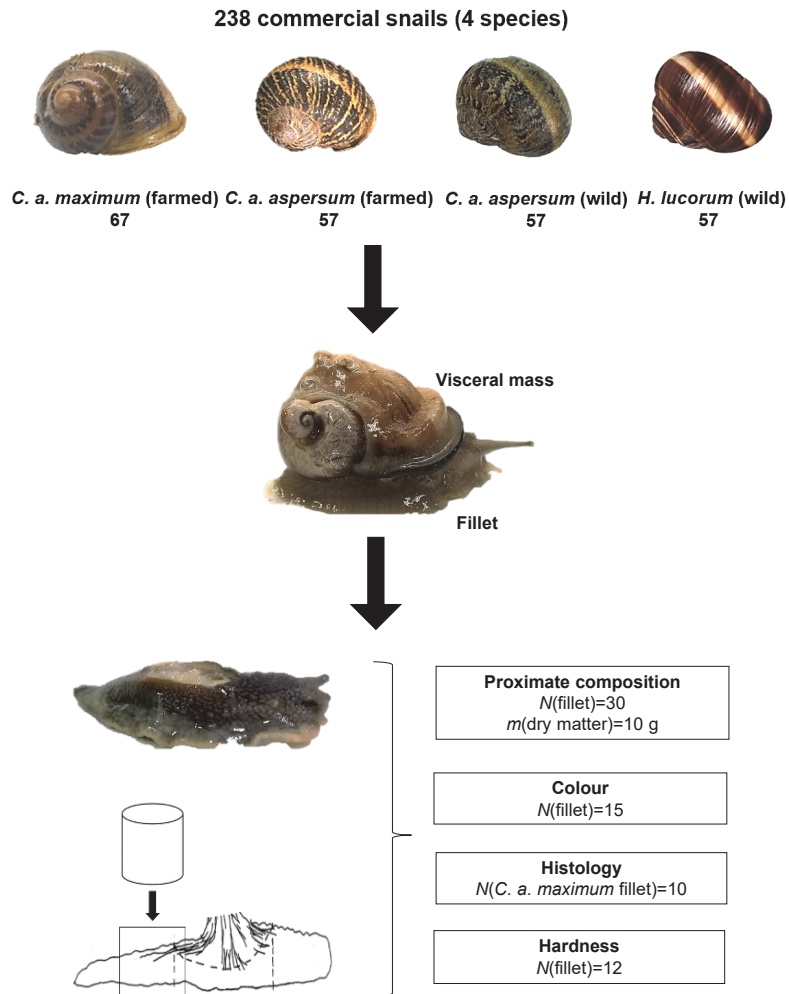 238 commercial snails (4 species)
C. a. maximum (farmed) C. a. aspersum (farmed) C. a. aspersum (wild) H. lucorum (wild)
67 57 57 57
Visceral mass
Fillet
Proximate composition
N(fillet)=30
m(dry matter)=10 g
Colour
N(fillet)=15
Histology
N(C. a. maximum fillet)=10
Hardness
N(fillet)=12